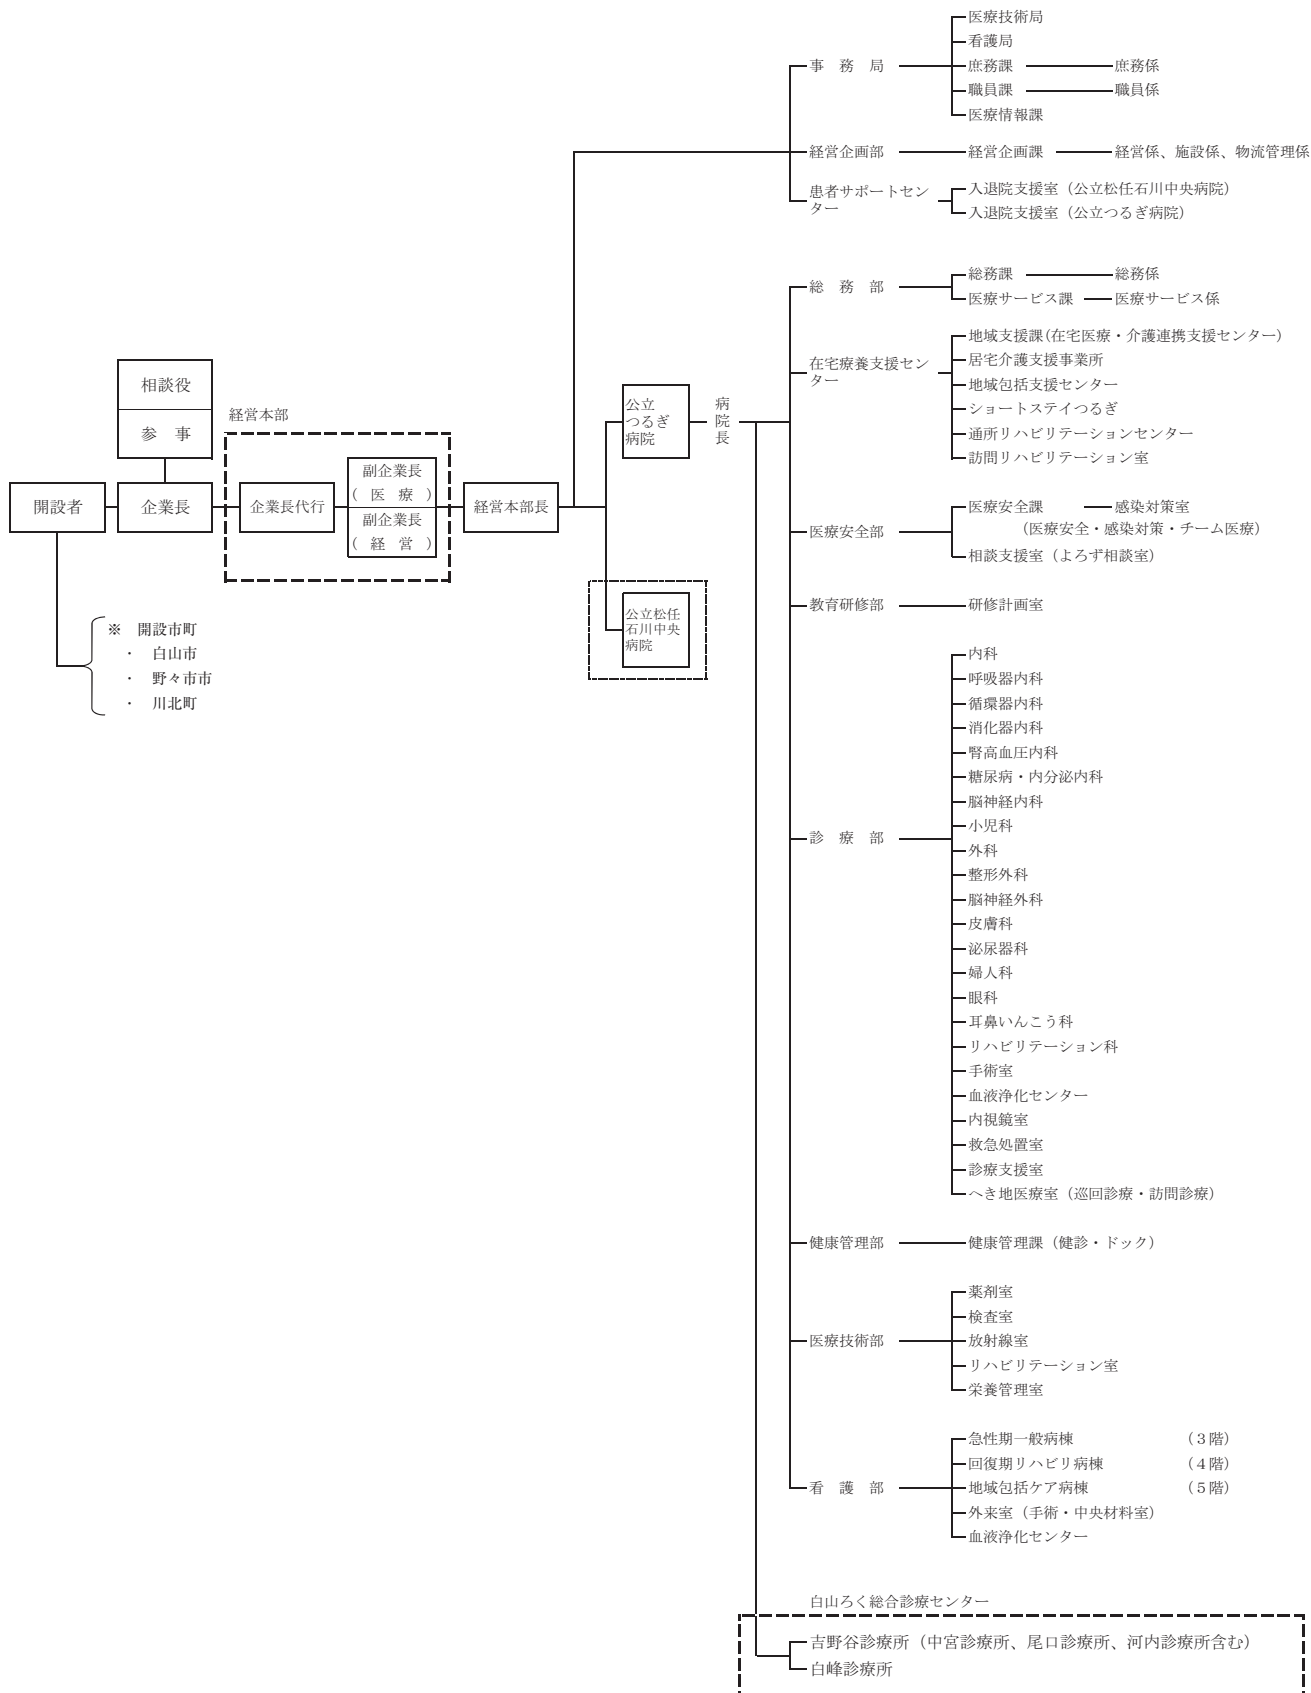 医療技術局
看護局
事　務　局　庶務課　庶務係
職員課　職員係
医療情報課
経営企画部　経営企画課　経営係、施設係、物流管理係
患者サポートセン
ター
入退院支援室（公立松任石川中央病院）
入退院支援室（公立つるぎ病院）
総　務　部
総務課　総務係
医療サービス課　医療サービス係
在宅療養支援セン
ター
地域支援課(在宅医療・介護連携支援センター）
居宅介護支援事業所
地域包括支援センター
ショートステイつるぎ
通所リハビリテーションセンター
訪問リハビリテーション室
相談役
参　事
経営本部
開設者
企業長
企業長代行
副企業長
（　医　療　）
副企業長
（　経　営　）
経営本部長
公立
つるぎ
病院
病
院
長
公立松任
石川中央
病院
※　開設市町
・　白山市
・　野々市市
・　川北町
医療安全部
医療安全課　感染対策室
（医療安全・感染対策・チーム医療）
相談支援室（よろず相談室）
教育研修部　研修計画室
診　療　部
内科
呼吸器内科
循環器内科
消化器内科
腎高血圧内科
糖尿病・内分泌内科
脳神経内科
小児科
外科
整形外科
脳神経外科
皮膚科
泌尿器科
婦人科
眼科
耳鼻いんこう科
リハビリテーション科
手術室
血液浄化センター
内視鏡室
救急処置室
診療支援室
へき地医療室（巡回診療・訪問診療）
健康管理部　健康管理課（健診・ドック）
医療技術部
薬剤室
検査室
放射線室
リハビリテーション室
栄養管理室
看　護　部
急性期一般病棟　（３階）
回復期リハビリ病棟　（４階）
地域包括ケア病棟　（５階）
外来室（手術・中央材料室）
血液浄化センター
白山ろく総合診療センター
吉野谷診療所（中宮診療所、尾口診療所、河内診療所含む）
白峰診療所